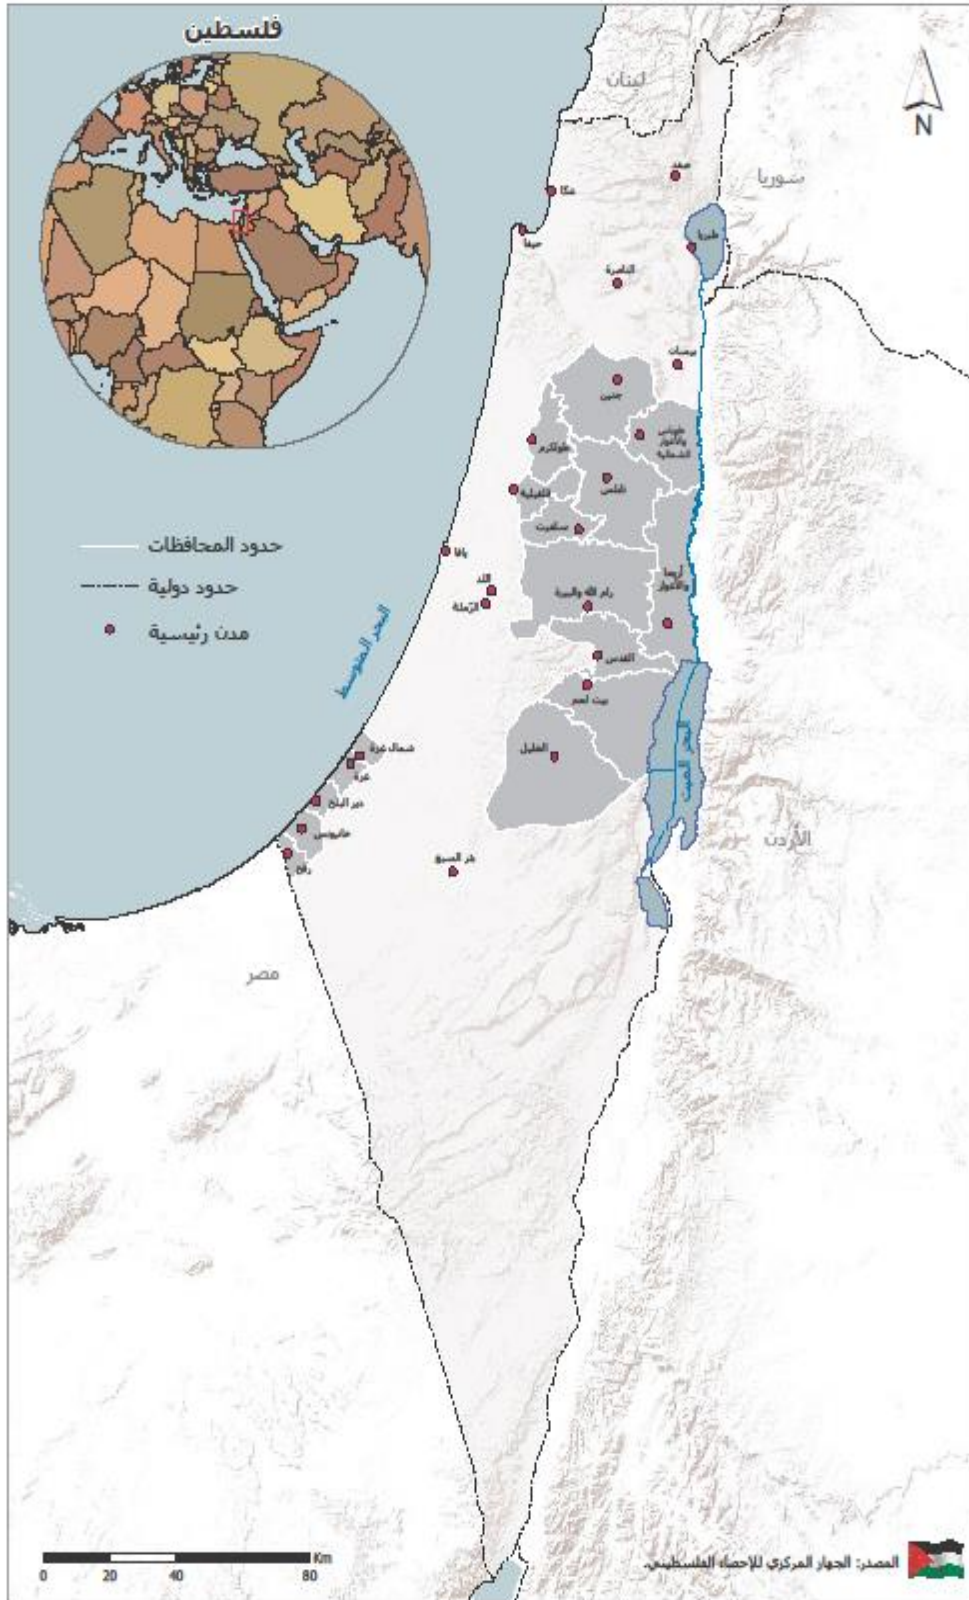 فلسطين
N
لبنان
سوريا
صفد
عكا
حيفا
طبريا
الناصرة
بيسان
جنين
طوباس
والأغوار
الشمالية
طولكرم
نابلس
قلقيلية
سلفيت
يافا
اللد
الرملة
أريحا
والأغوار
رام الله والبيرة
القدس
بيت لحم
الخليل
البحر الميت
البحر المتوسط
حدود المحافظات
حدود دولية
مدن رئيسية
شمال غزة
غزة
دير البلح
خانيونس
رفح
بئر السبع
الأردن
مصر
Km
0 20 40 80
المصدر: الجهاز المركزي للإحصاء الفلسطيني.